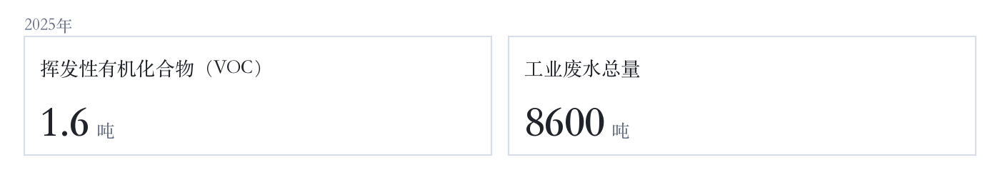 2025年
挥发性有机化合物（VOC）
1.6 吨
工业废水总量
8600 吨